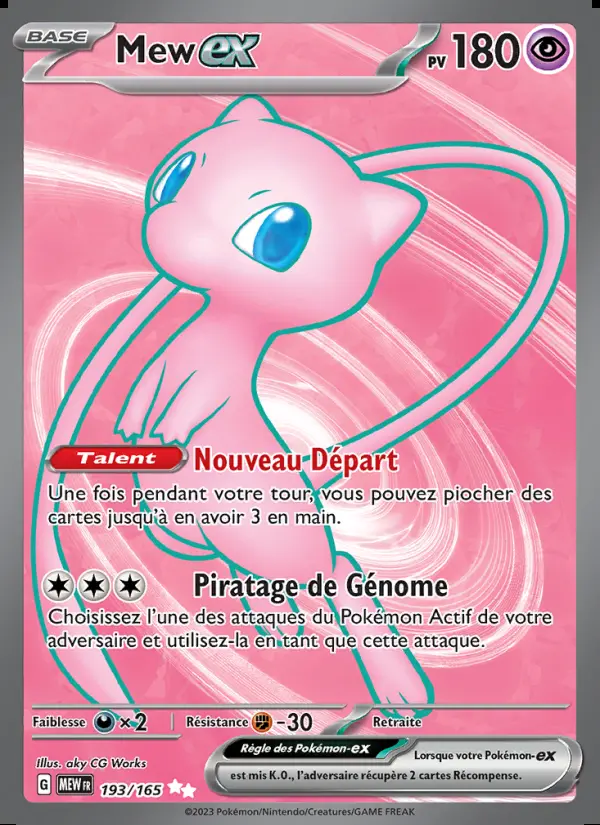 BASE Mew ex PV 180
Talent Nouveau Départ
Une fois pendant votre tour, vous pouvez piocher des
cartes jusqu'à en avoir 3 en main.
Piratage de Génome
Choisissez l'une des attaques du Pokémon Actif de votre
adversaire et utilisez-la en tant que cette attaque.
Faiblesse ×2 Résistance -30 Retraite
Règle des Pokémon-ex Lorsque votre Pokémon-ex
est mis K.O., l'adversaire récupère 2 cartes Récompense.
Illus. aky CG Works
G MEW FR 193/165
©2023 Pokémon/Nintendo/Creatures/GAME FREAK